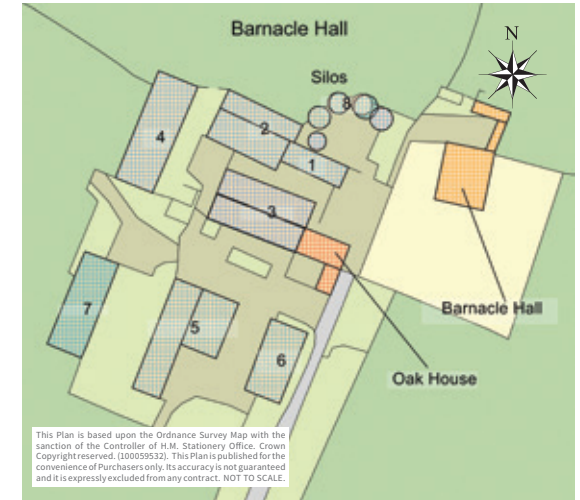 Barnacle Hall
N
Silos
8
4
2
1
3
7
5
6
Barnacle Hall
Oak House
This Plan is based upon the Ordnance Survey Map with the
sanction of the Controller of H.M. Stationery Office. Crown
Copyright reserved. (100059532). This Plan is published for the
convenience of Purchasers only. Its accuracy is not guaranteed
and it is expressly excluded from any contract. NOT TO SCALE.